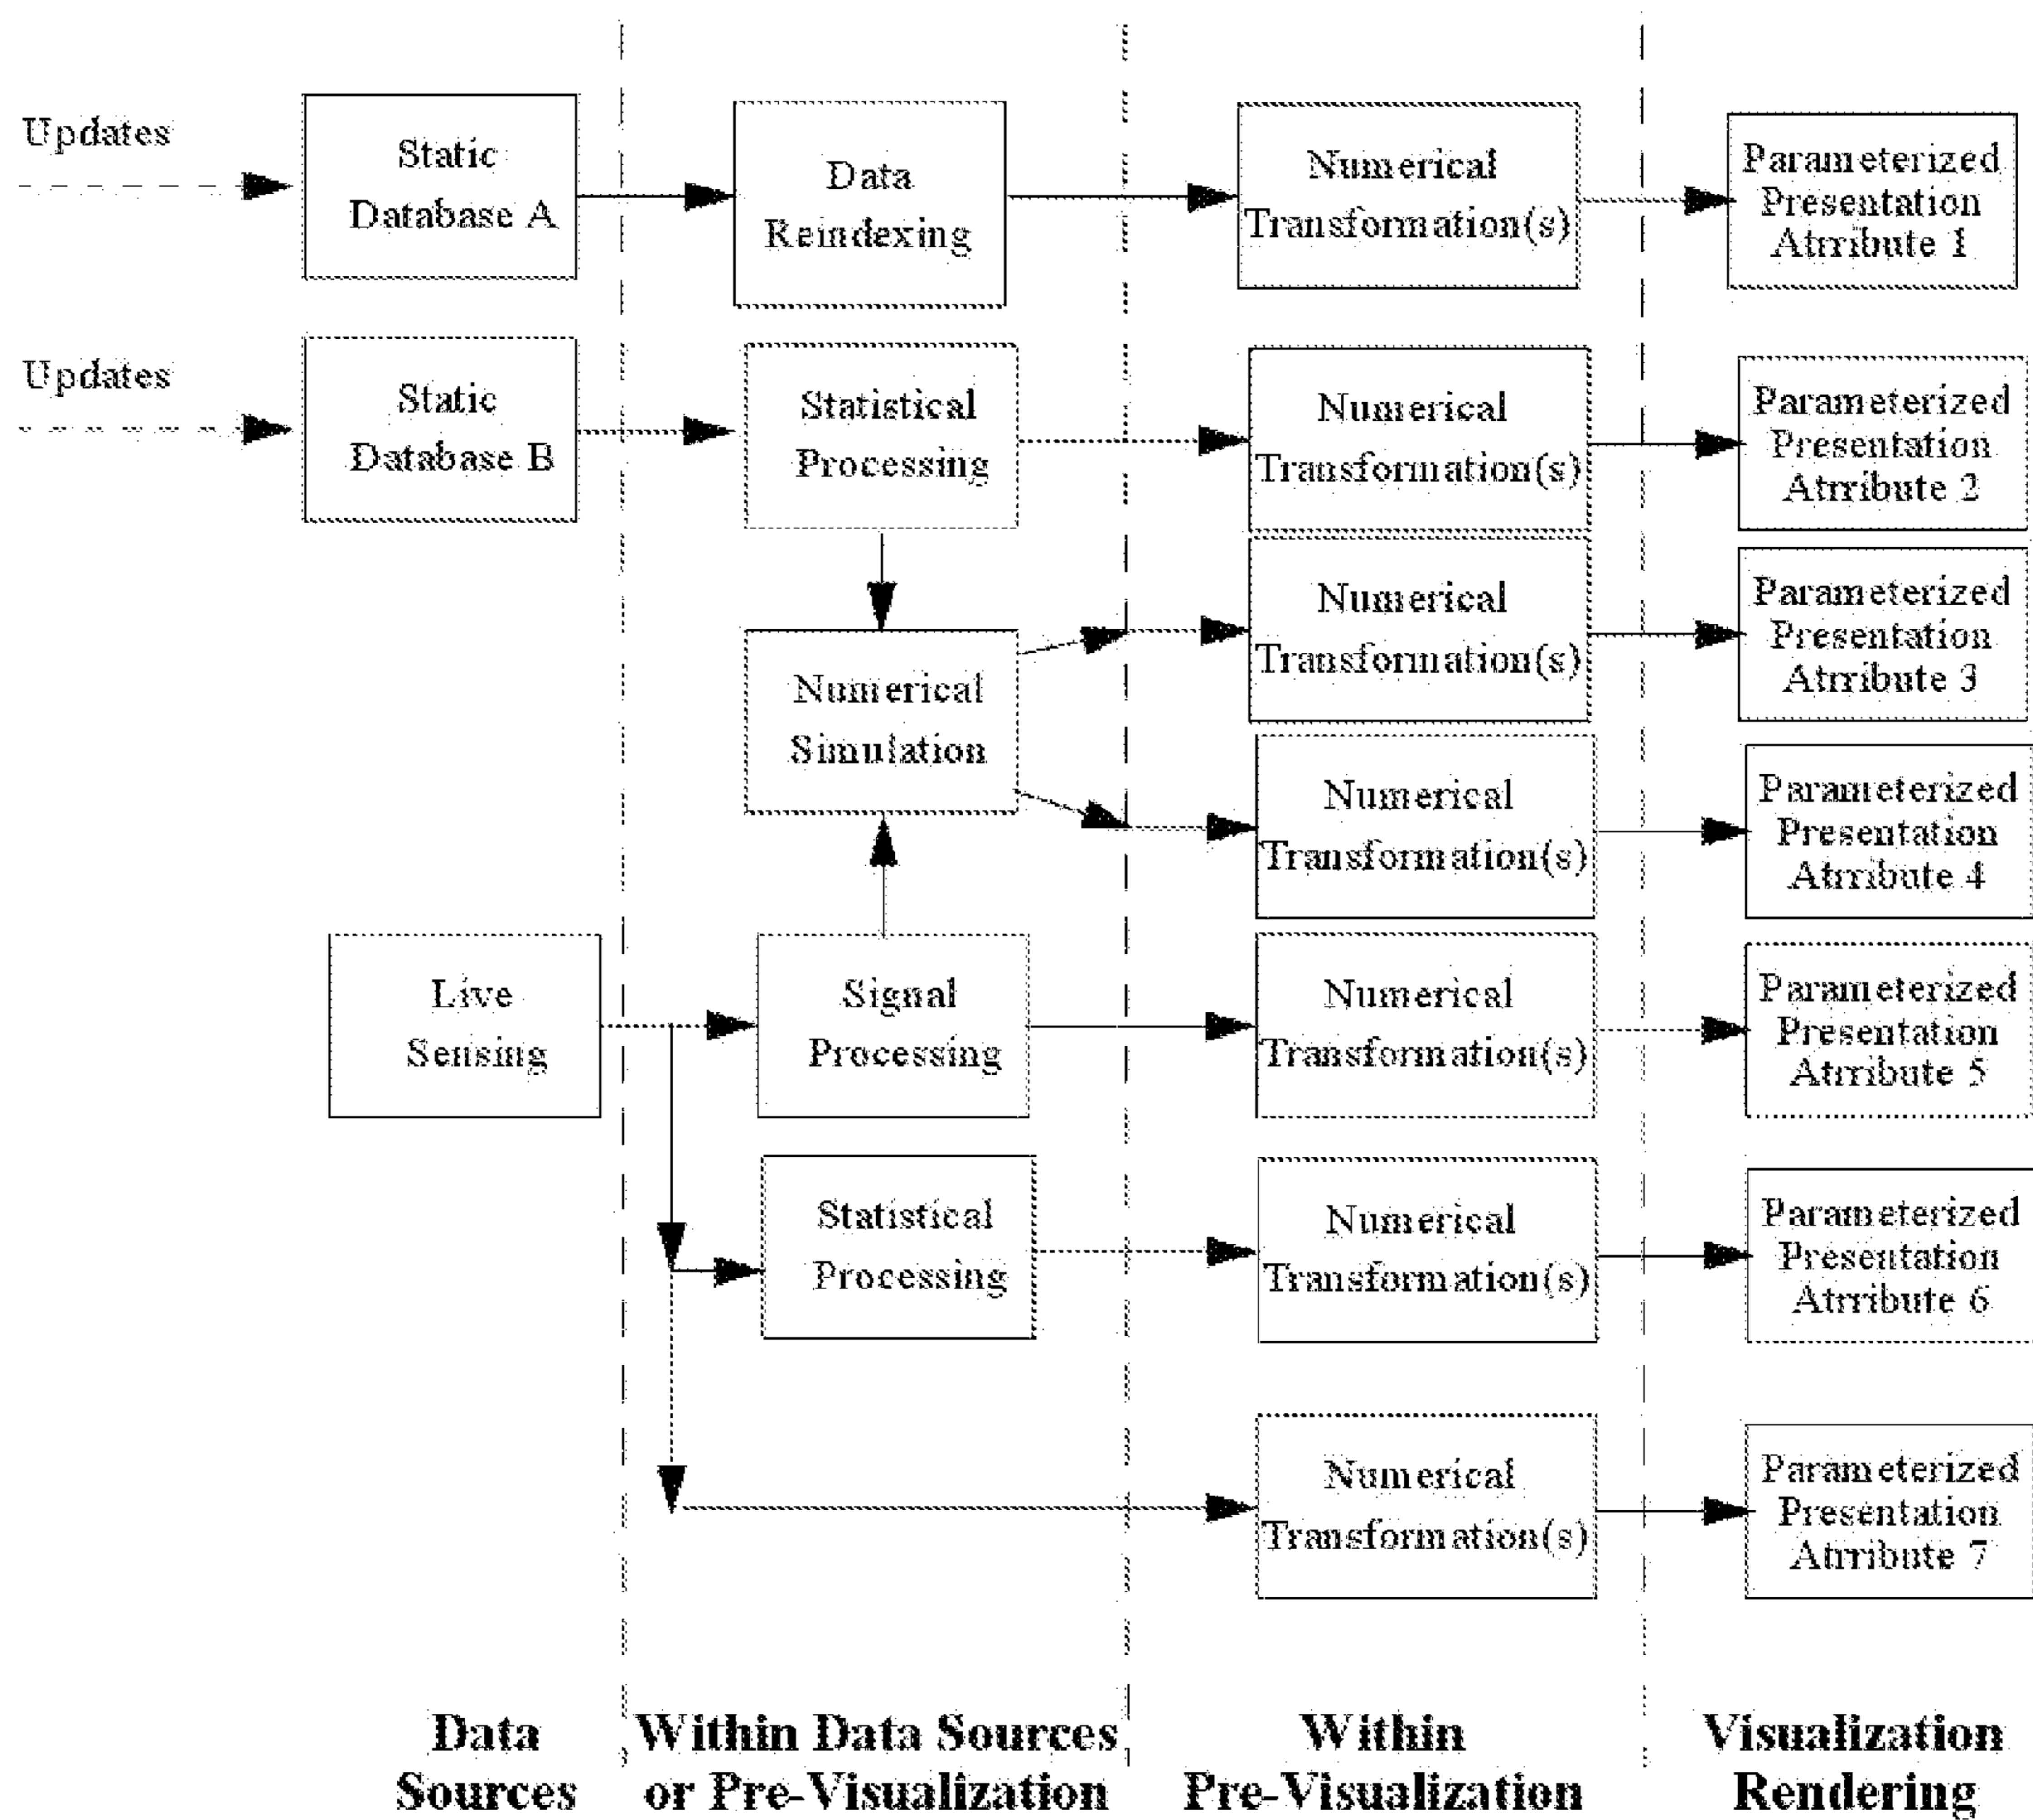 Updates
Static
Database A
Data
Reindexing
Numerical
Transformation(s)
Parameterized
Presentation
Atrribute 1
Updates
Static
Database B
Statistical
Processing
Numerical
Transformation(s)
Parameterized
Presentation
Atrribute 2
Numerical
Transformation(s)
Parameterized
Presentation
Atrribute 3
Numerical
Simulation
Numerical
Transformation(s)
Parameterized
Presentation
Atrribute 4
Live
Sensing
Signal
Processing
Numerical
Transformation(s)
Parameterized
Presentation
Atrribute 5
Statistical
Processing
Numerical
Transformation(s)
Parameterized
Presentation
Atrribute 6
Numerical
Transformation(s)
Parameterized
Presentation
Atrribute 7
Data
Sources
Within Data Sources
or Pre-Visualization
Within
Pre-Visualization
Visualization
Rendering